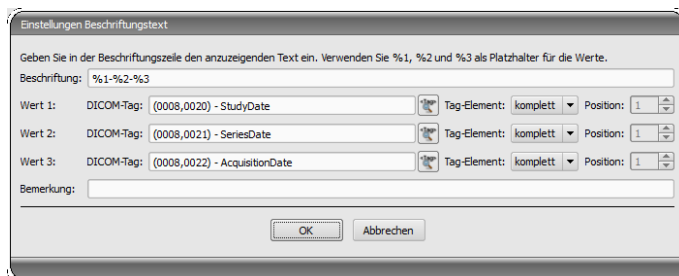 Einstellungen Beschriftungstext
Geben Sie in der Beschriftungszeile den anzuzeigenden Text ein. Verwenden Sie %1, %2 und %3 als Platzhalter für die Werte.
Beschriftung: %1-%2-%3
Wert 1: DICOM-Tag: (0008,0020) - StudyDate Tag-Element: komplett Position: 1
Wert 2: DICOM-Tag: (0008,0021) - SeriesDate Tag-Element: komplett Position: 1
Wert 3: DICOM-Tag: (0008,0022) - AcquisitionDate Tag-Element: komplett Position: 1
Bemerkung:
OK Abbrechen